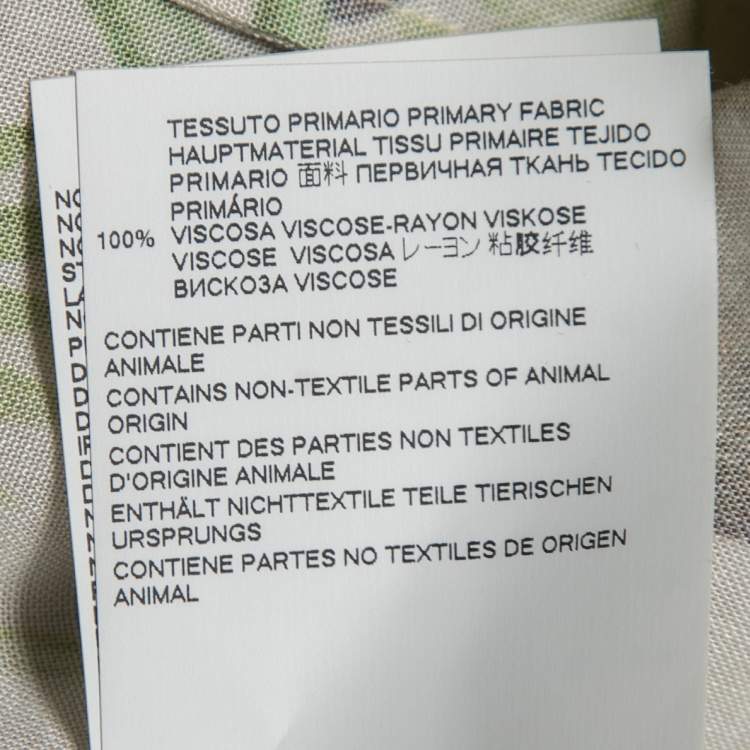 TESSUTO PRIMARIO PRIMARY FABRIC
HAUPTMATERIAL TISSU PRIMAIRE TEJIDO
PRIMARIO 面料 ПЕРВИЧНАЯ ТКАНЬ TECIDO
PRIMÁRIO
100% VISCOSA VISCOSE-RAYON VISKOSE
VISCOSE VISCOSA レーヨン 粘胶纤维
ВИСКОЗА VISCOSE
CONTIENE PARTI NON TESSILI DI ORIGINE
ANIMALE
CONTAINS NON-TEXTILE PARTS OF ANIMAL
ORIGIN
CONTIENT DES PARTIES NON TEXTILES
D'ORIGINE ANIMALE
ENTHÄLT NICHTTEXTILE TEILE TIERISCHEN
URSPRUNGS
CONTIENE PARTES NO TEXTILES DE ORIGEN
ANIMAL